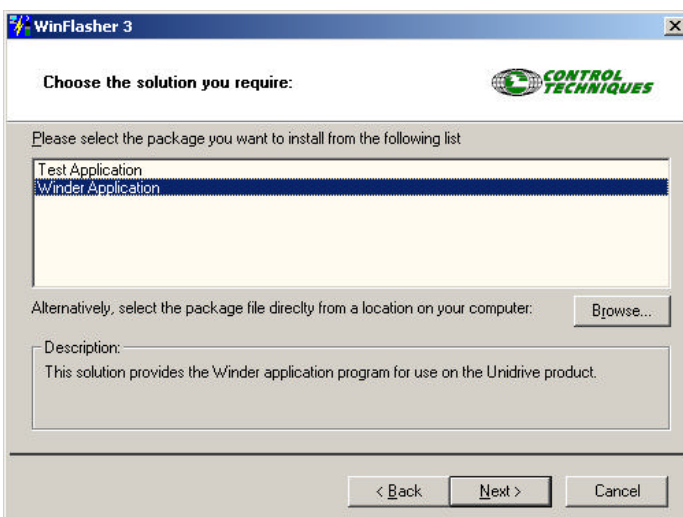 WinFlasher 3
Choose the solution you require:
CONTROL
TECHNIQUES
Please select the package you want to install from the following list
Test Application
Winder Application
Alternatively, select the package file direclty from a location on your computer:
Browse...
Description:
This solution provides the Winder application program for use on the Unidrive product.
< Back
Next >
Cancel